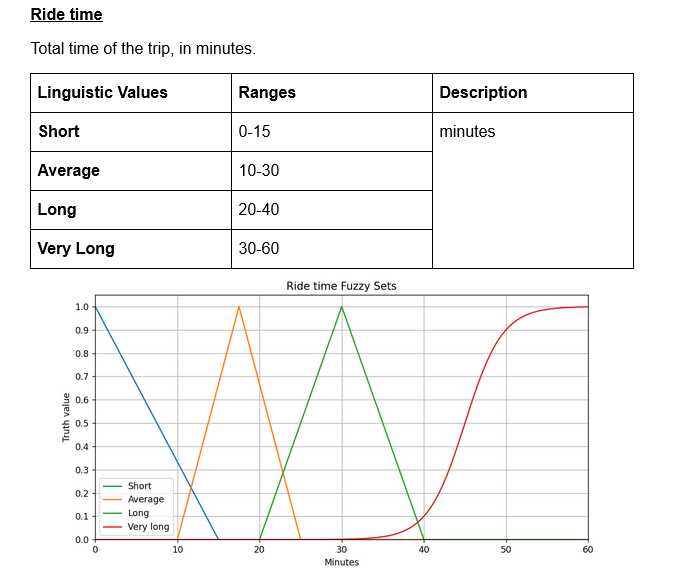 Ride time
Total time of the trip, in minutes.
Linguistic Values Ranges Description
Short 0-15 minutes
Average 10-30
Long 20-40
Very Long 30-60
Ride time Fuzzy Sets
1.0
0.9
0.8
0.7
0.6
0.5
0.4
0.3
0.2
0.1
0.0
Truth value
Short
Average
Long
Very long
0 10 20 30 40 50 60
Minutes